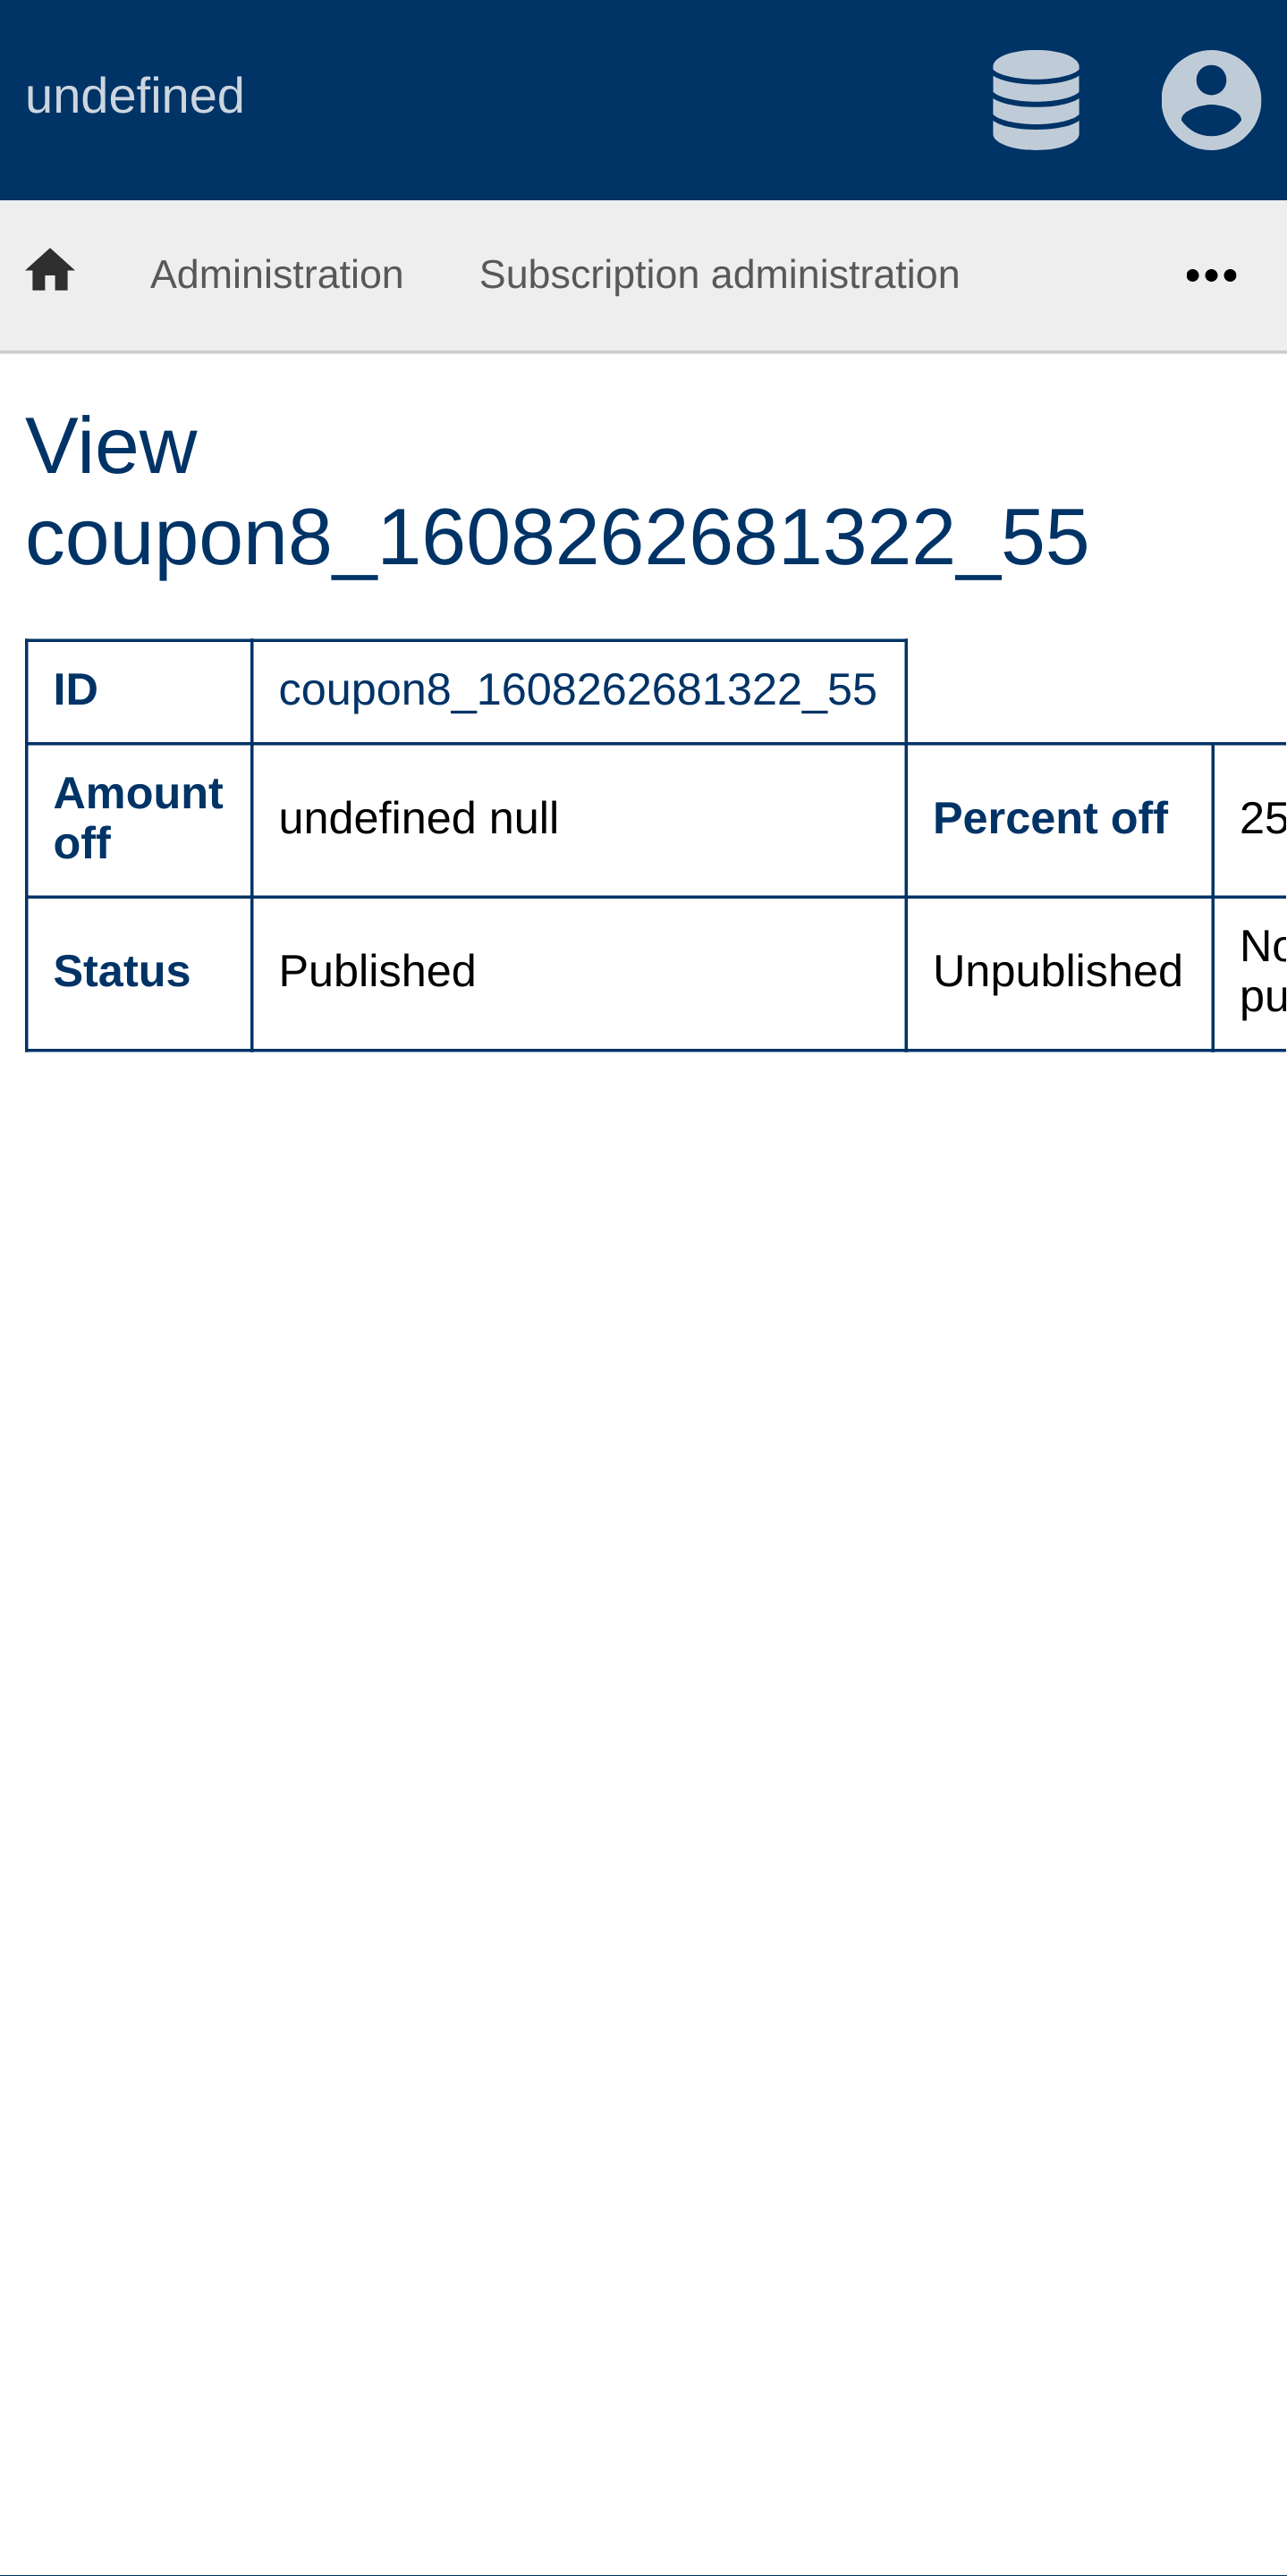 undefined
Administration Subscription administration
View
coupon8_1608262681322_55
ID coupon8_1608262681322_55
Amount
off
undefined null Percent off 25
Status Published Unpublished
No
pu